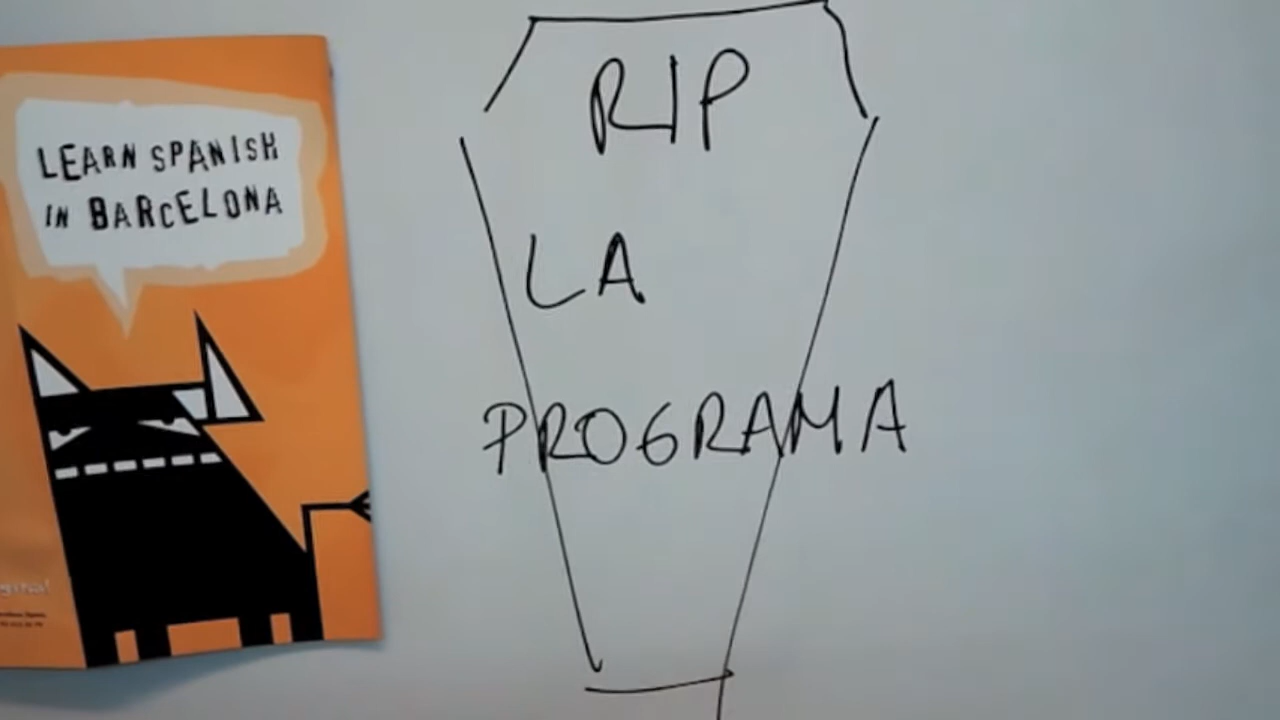 LEARN SPANISH
IN BARCELONA
RIP
LA
PROGRAMA